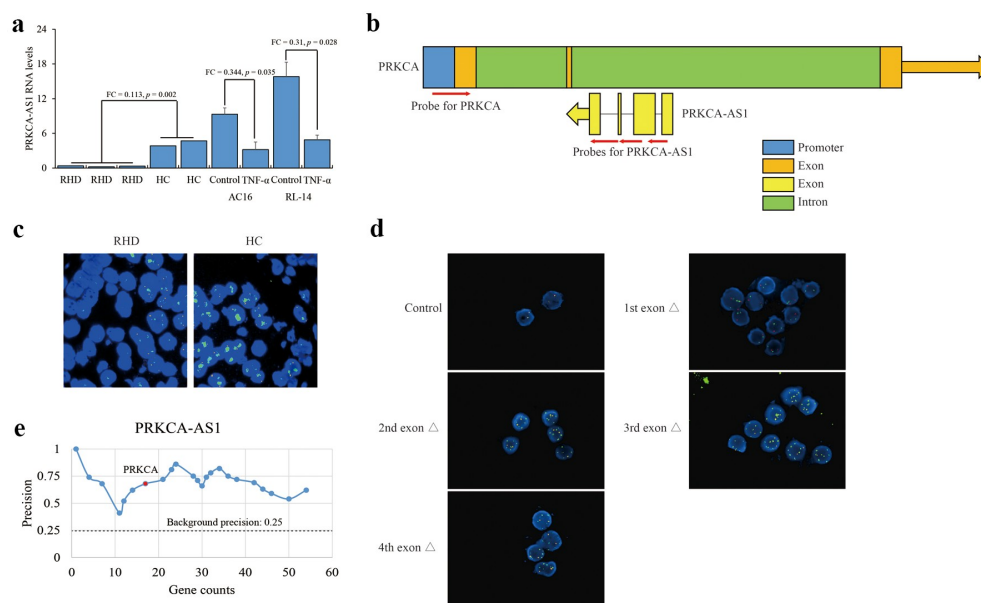 a
PRKCA-AS1 RNA levels
24
18
12
6
0
FC = 0.113, p = 0.002
FC = 0.344, p = 0.035
FC = 0.31, p = 0.028
RHD RHD RHD HC HC Control TNF-α Control TNF-α
AC16 RL-14
b
PRKCA
Probe for PRKCA
PRKCA-AS1
Probes for PRKCA-AS1
Promoter
Exon
Exon
Intron
c
RHD HC
d
Control
1st exon △
2nd exon △
3rd exon △
4th exon △
e
PRKCA-AS1
Precision
1
0.75
0.5
0.25
0
PRKCA
Background precision: 0.25
0 10 20 30 40 50 60
Gene counts